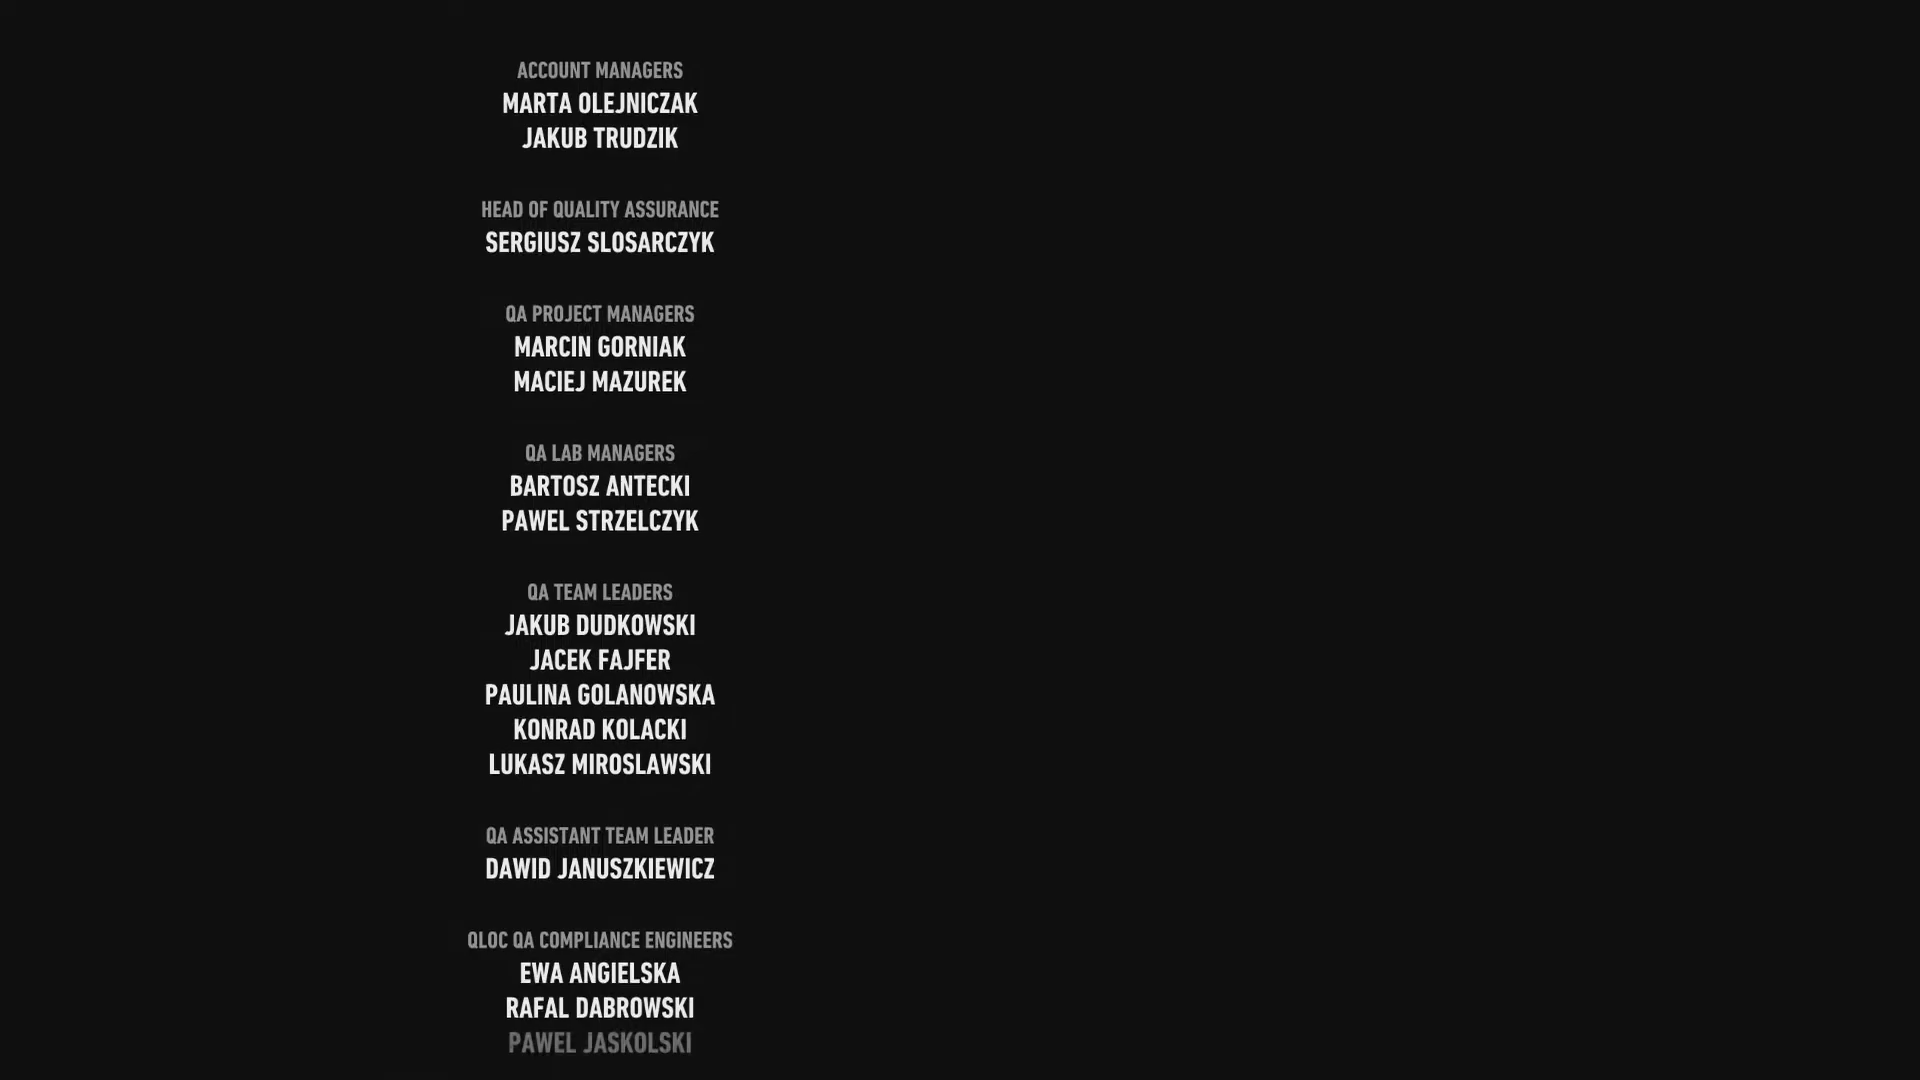 ACCOUNT MANAGERS
MARTA OLEJNICZAK
JAKUB TRUDZIK
HEAD OF QUALITY ASSURANCE
SERGIUSZ SLOSARCZYK
QA PROJECT MANAGERS
MARCIN GORNIAK
MACIEJ MAZUREK
QA LAB MANAGERS
BARTOSZ ANTECKI
PAWEL STRZELCZYK
QA TEAM LEADERS
JAKUB DUDKOWSKI
JACEK FAJFER
PAULINA GOLANOWSKA
KONRAD KOLACKI
LUKASZ MIROSLAWSKI
QA ASSISTANT TEAM LEADER
DAWID JANUSZKIEWICZ
QLOC QA COMPLIANCE ENGINEERS
EWA ANGIELSKA
RAFAL DABROWSKI
PAWEL JASKOLSKI